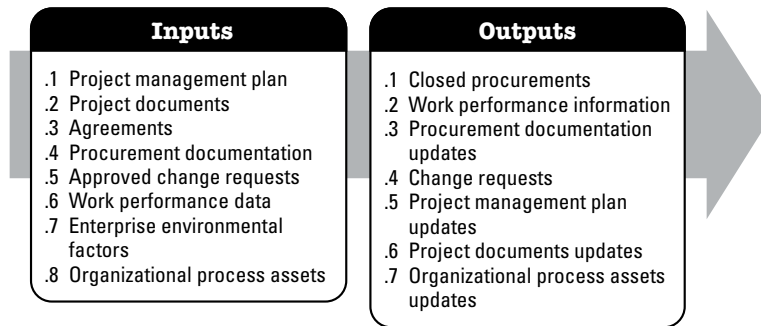 Inputs
.1 Project management plan
.2 Project documents
.3 Agreements
.4 Procurement documentation
.5 Approved change requests
.6 Work performance data
.7 Enterprise environmental
factors
.8 Organizational process assets
Outputs
.1 Closed procurements
.2 Work performance information
.3 Procurement documentation
updates
.4 Change requests
.5 Project management plan
updates
.6 Project documents updates
.7 Organizational process assets
updates